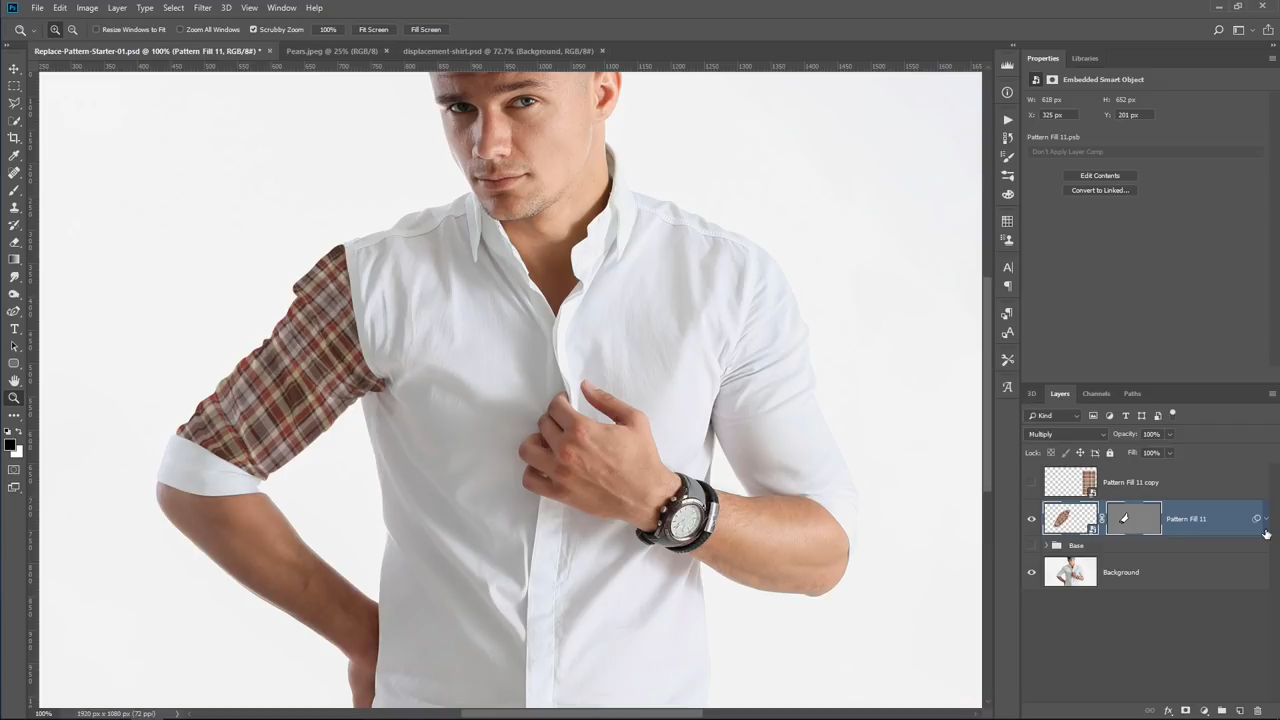 File Edit Image Layer Type Select Filter 3D View Window Help
Resize Windows to Fit Zoom All Windows Scrubby Zoom 100% Fit Screen Fill Screen
Replace-Pattern-Starter-01.psd @ 100% (Pattern Fill 11, RGB/8#) * Pears.jpeg @ 25% (RGB/8) displacement-shirt.psd @ 72.7% (Background, RGB/8#)
Properties Libraries
Embedded Smart Object
W: 618 px H: 652 px
X: 325 px Y: 201 px
Pattern Fill 11.psb
Don't Apply Layer Comp
Edit Contents
Convert to Linked...
3D Layers Channels Paths
Kind
Multiply Opacity: 100%
Lock: Fill: 100%
Pattern Fill 11 copy
Pattern Fill 11
Base
Background
100% 1920 px x 1080 px (72 ppi)